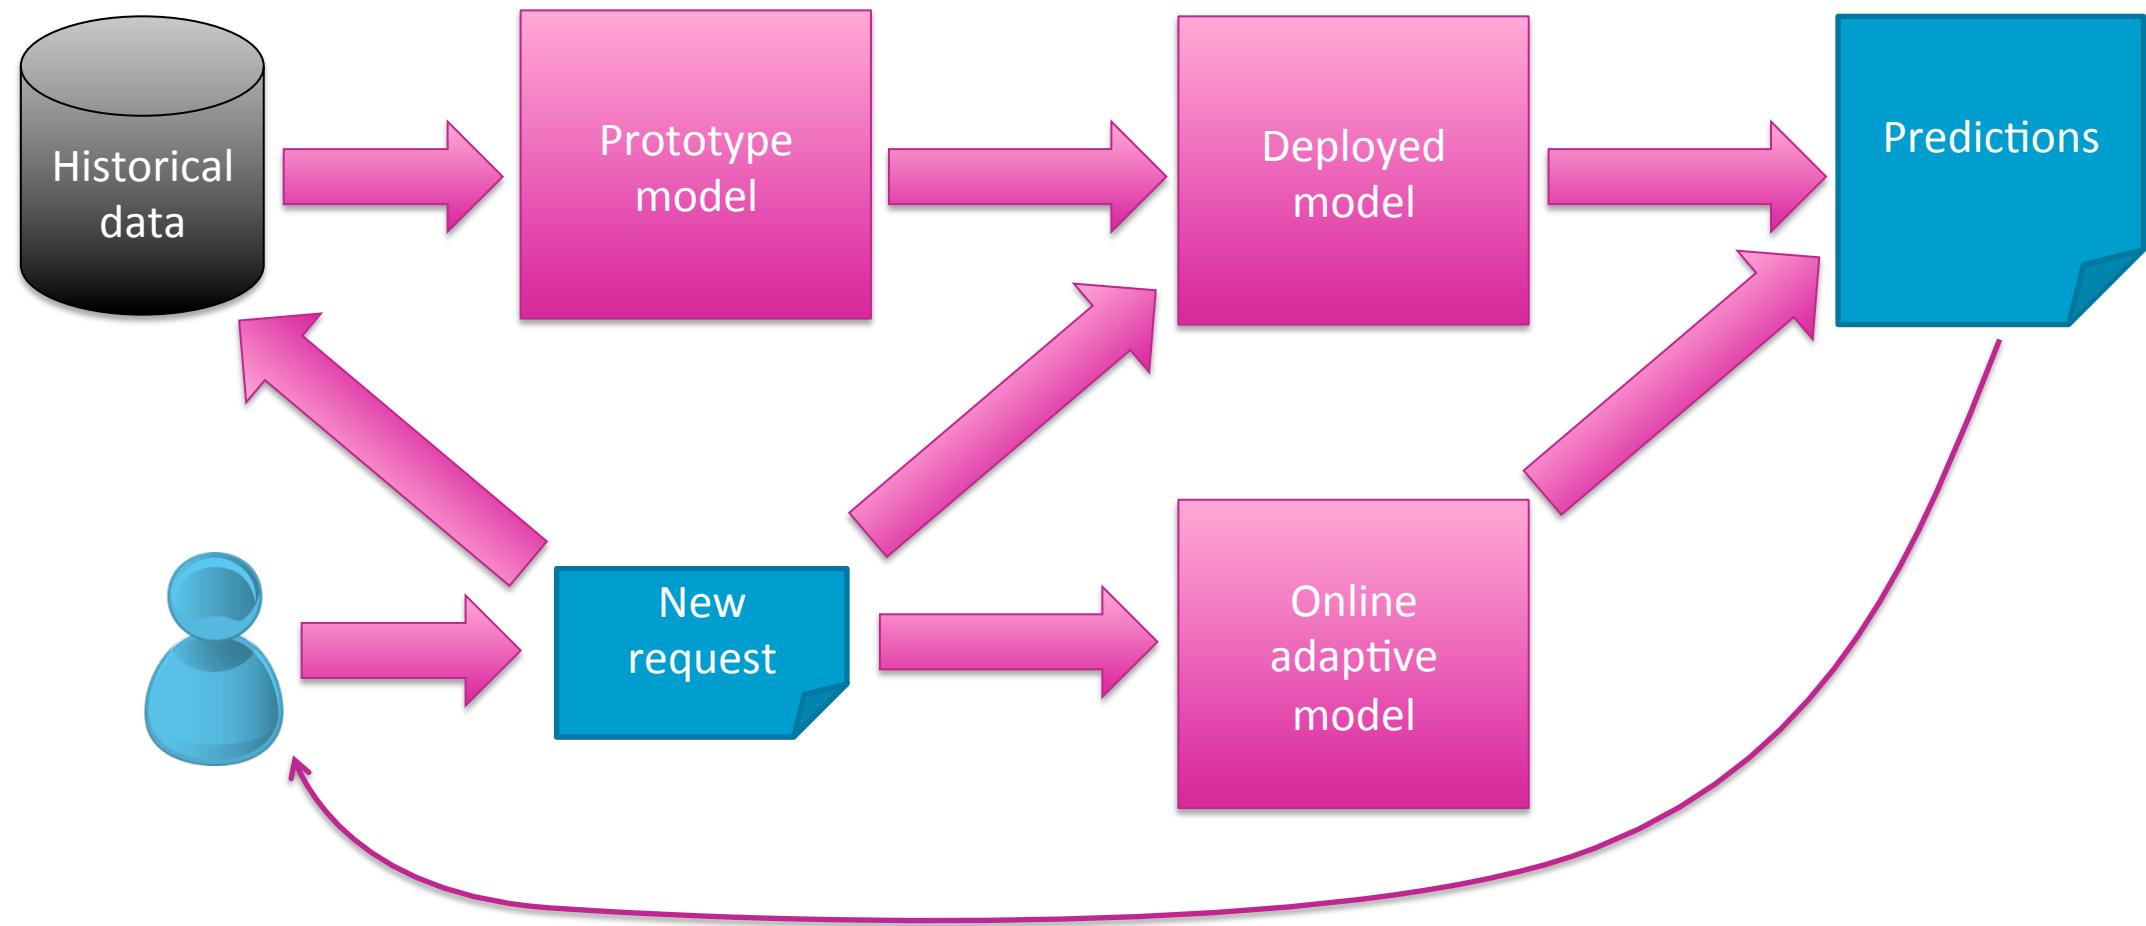 Historical
data
Prototype
model
Deployed
model
Predictions
New
request
Online
adaptive
model